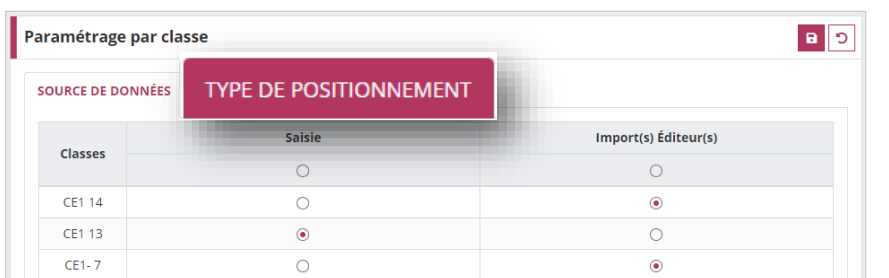 Paramétrage par classe
SOURCE DE DONNÉES
TYPE DE POSITIONNEMENT
Classes
Saisie
Import(s) Éditeur(s)
CE1 14
CE1 13
CE1- 7